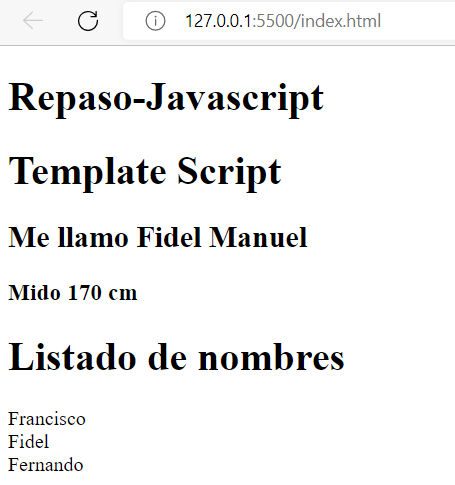 127.0.0.1:5500/index.html
Repaso-Javascript
Template Script
Me llamo Fidel Manuel
Mido 170 cm
Listado de nombres
Francisco
Fidel
Fernando